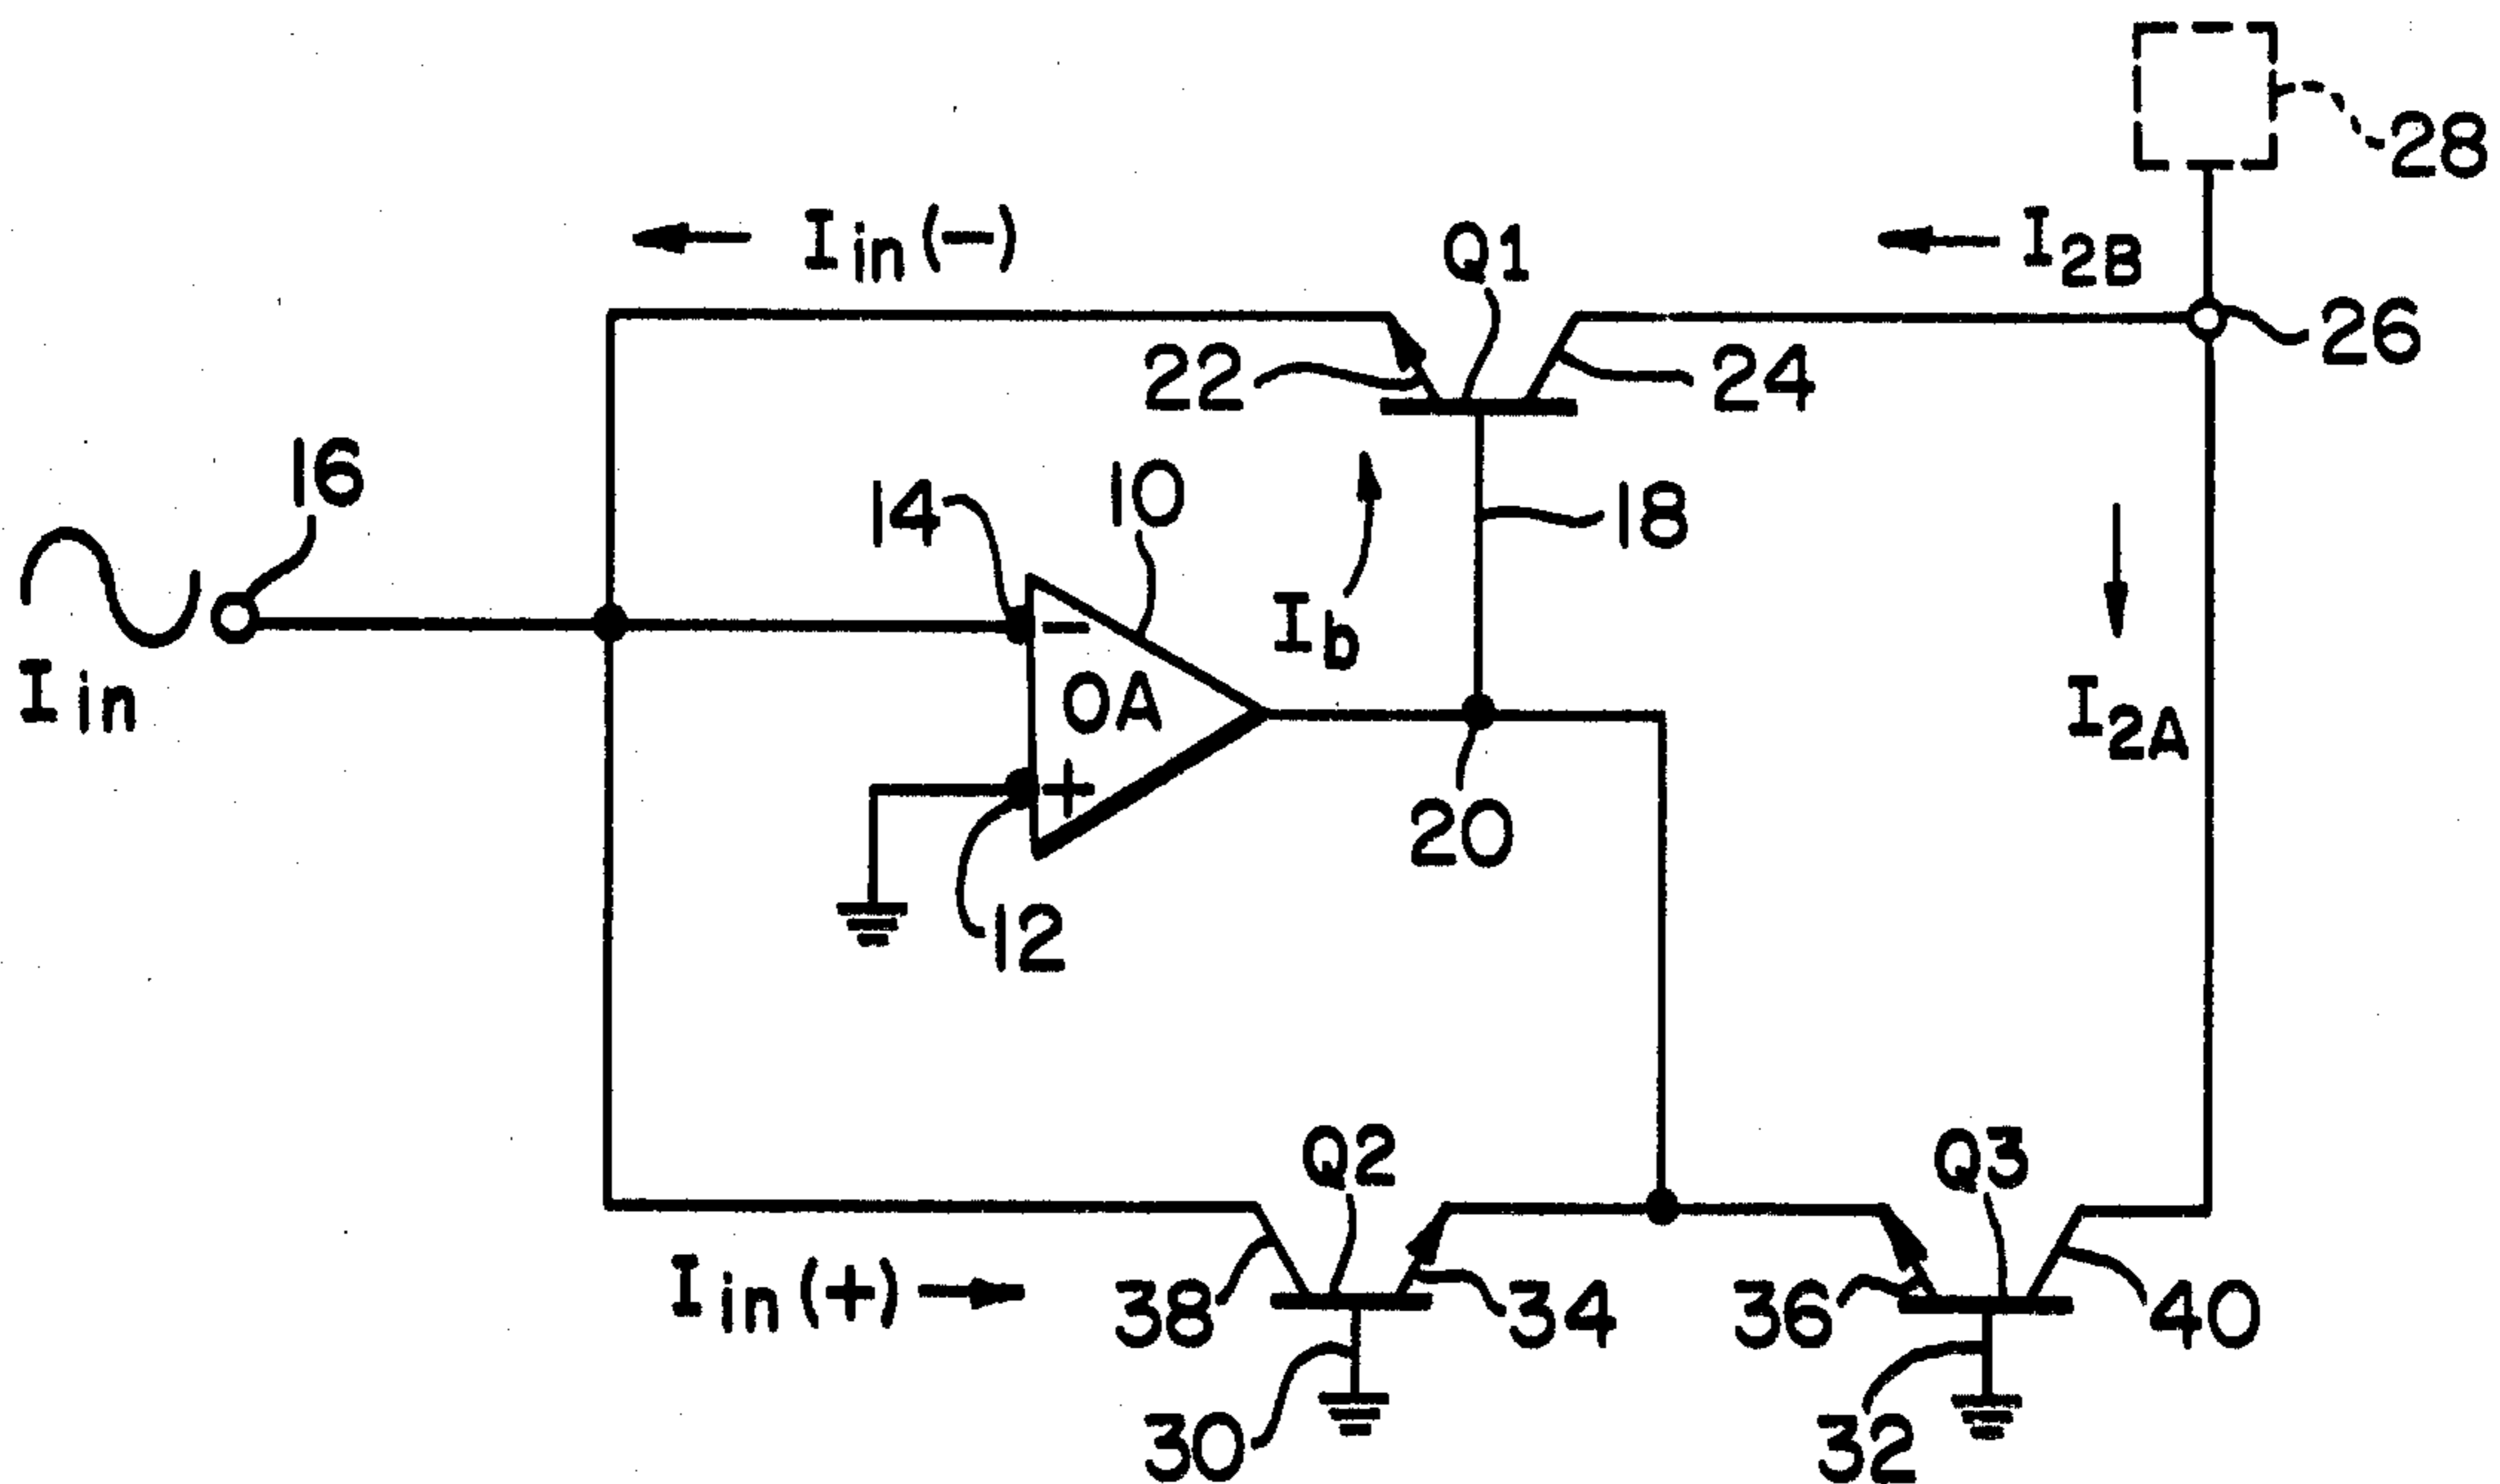 28
← Iin(−)
Q1
← I2B
22
24
26
16
14
10
18
Ib
Iin
−
OA
+
I2A
20
12
Q2
Q3
Iin(+) →
38
34
36
40
30
32